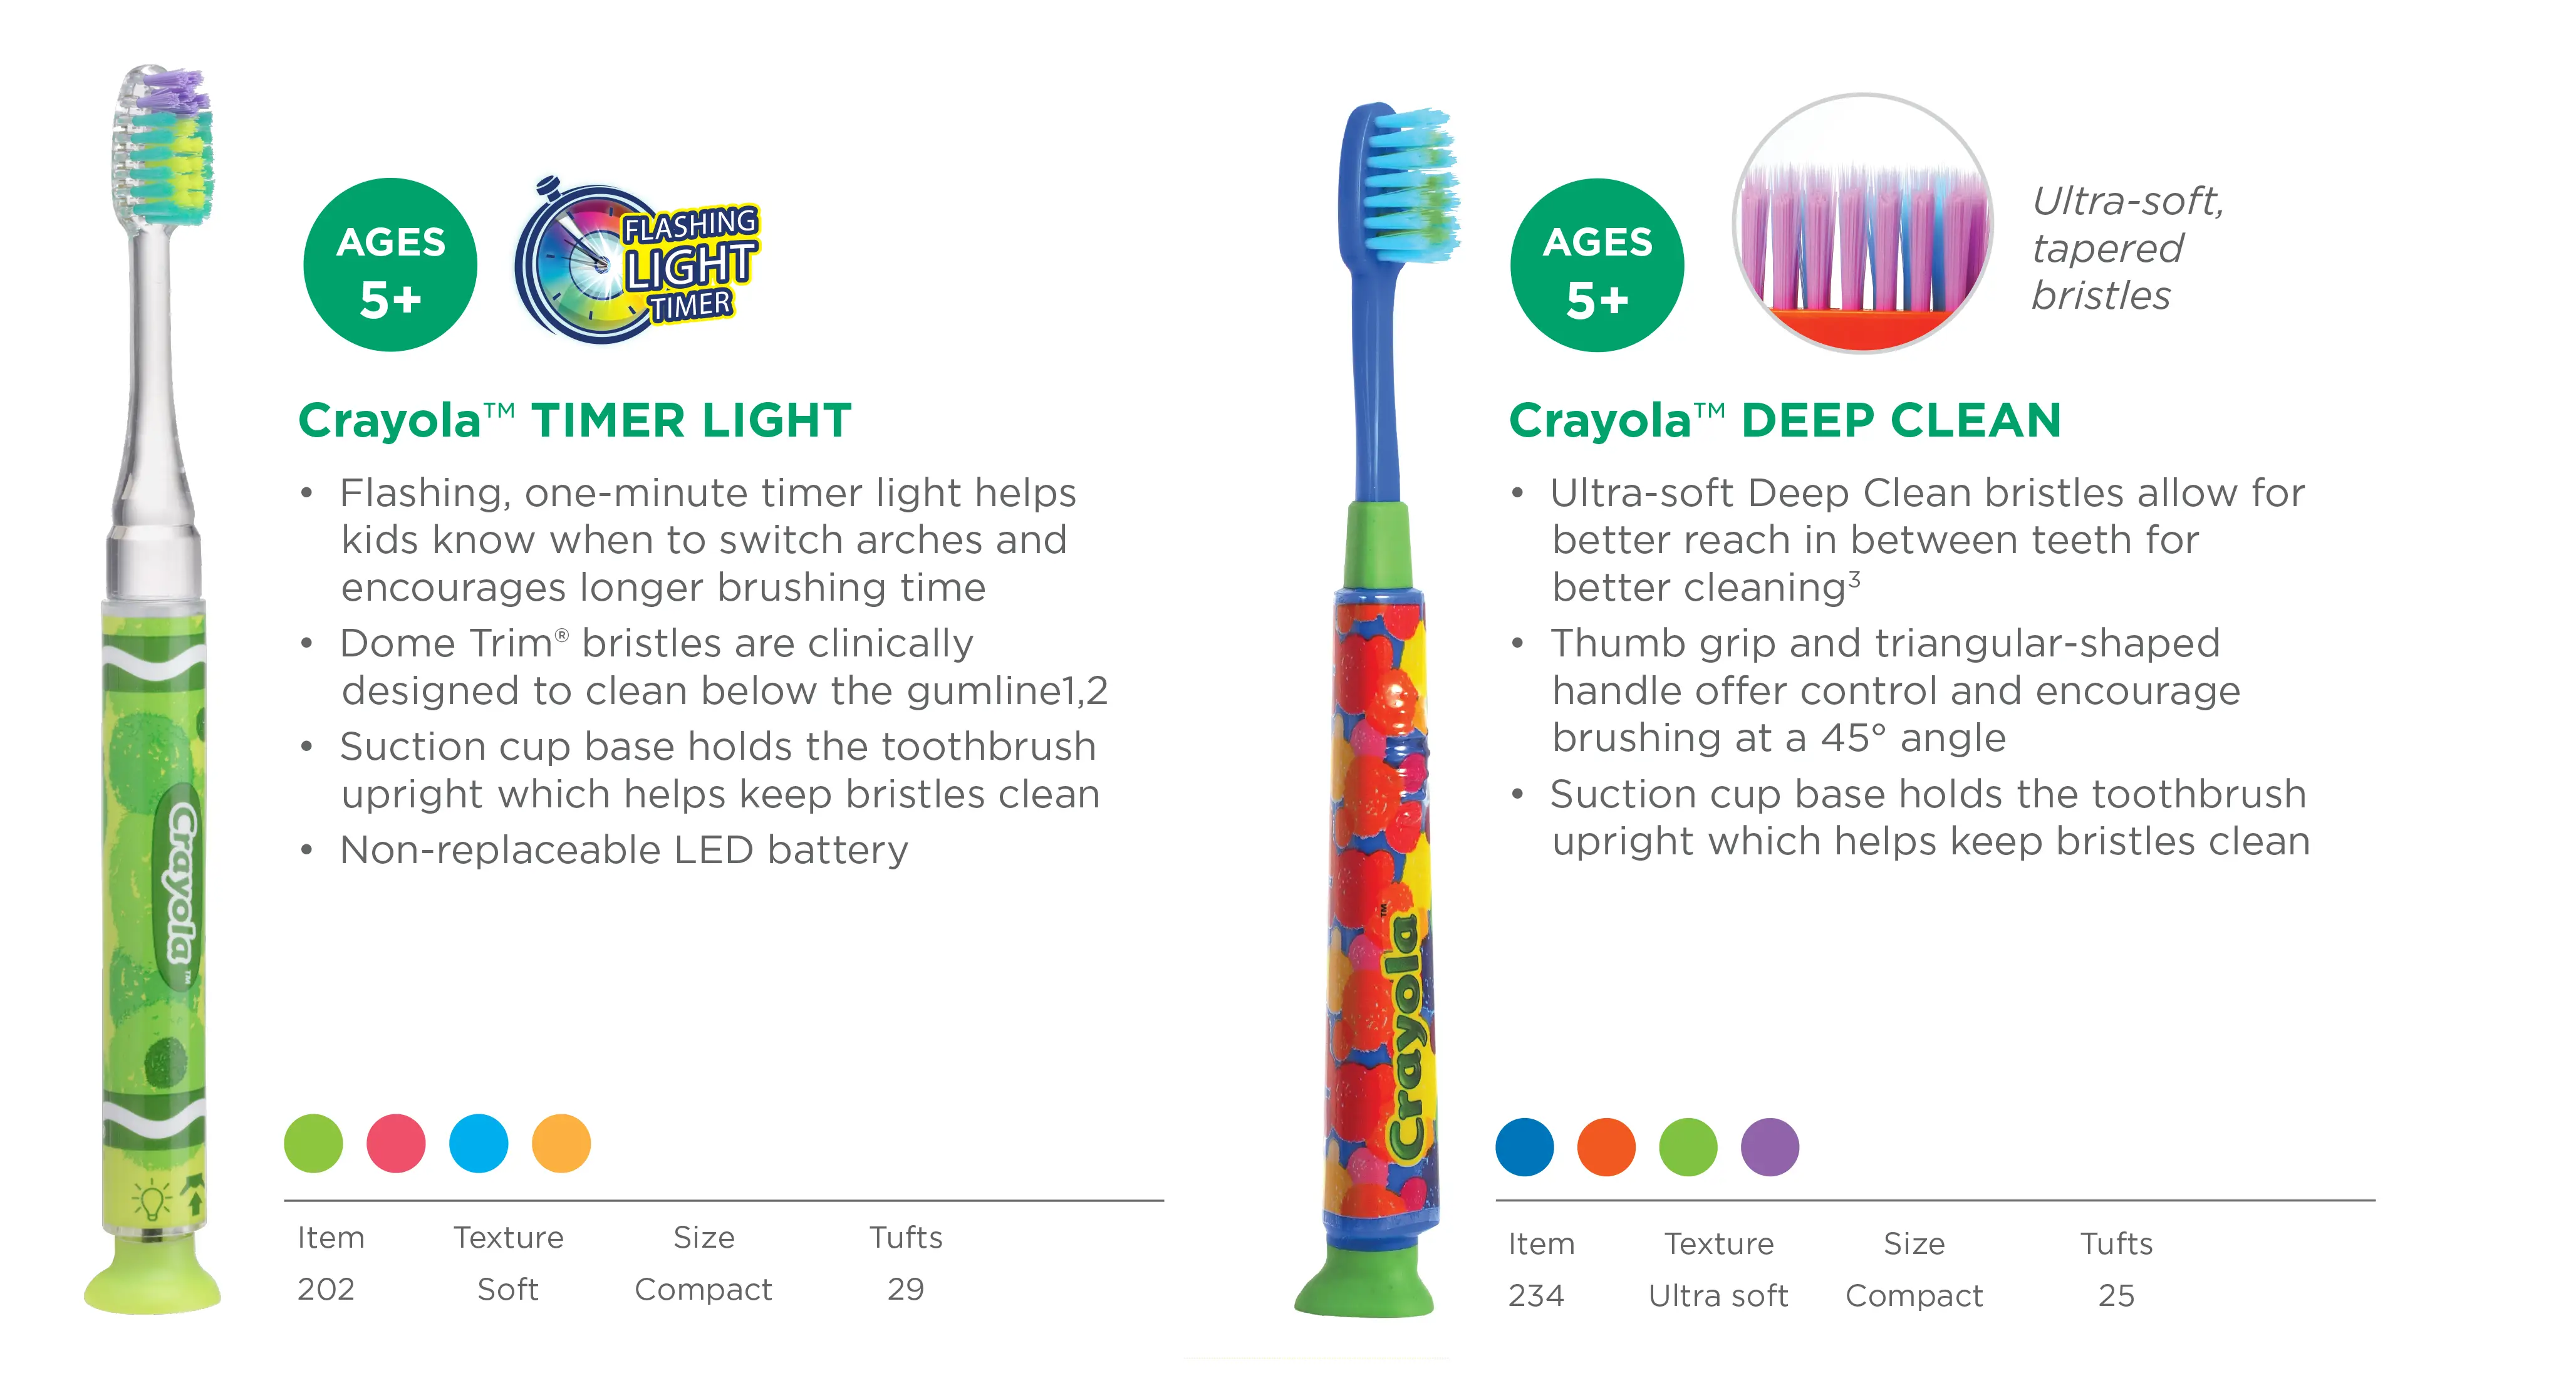 AGES
5+
FLASHING
LIGHT
TIMER
Crayola™ TIMER LIGHT
• Flashing, one-minute timer light helps
kids know when to switch arches and
encourages longer brushing time
• Dome Trim® bristles are clinically
designed to clean below the gumline1,2
• Suction cup base holds the toothbrush
upright which helps keep bristles clean
• Non-replaceable LED battery
Crayola™
Item Texture Size Tufts
202 Soft Compact 29
AGES
5+
Ultra-soft,
tapered
bristles
Crayola™ DEEP CLEAN
• Ultra-soft Deep Clean bristles allow for
better reach in between teeth for
better cleaning³
• Thumb grip and triangular-shaped
handle offer control and encourage
brushing at a 45° angle
• Suction cup base holds the toothbrush
upright which helps keep bristles clean
Crayola™
Item Texture Size Tufts
234 Ultra soft Compact 25